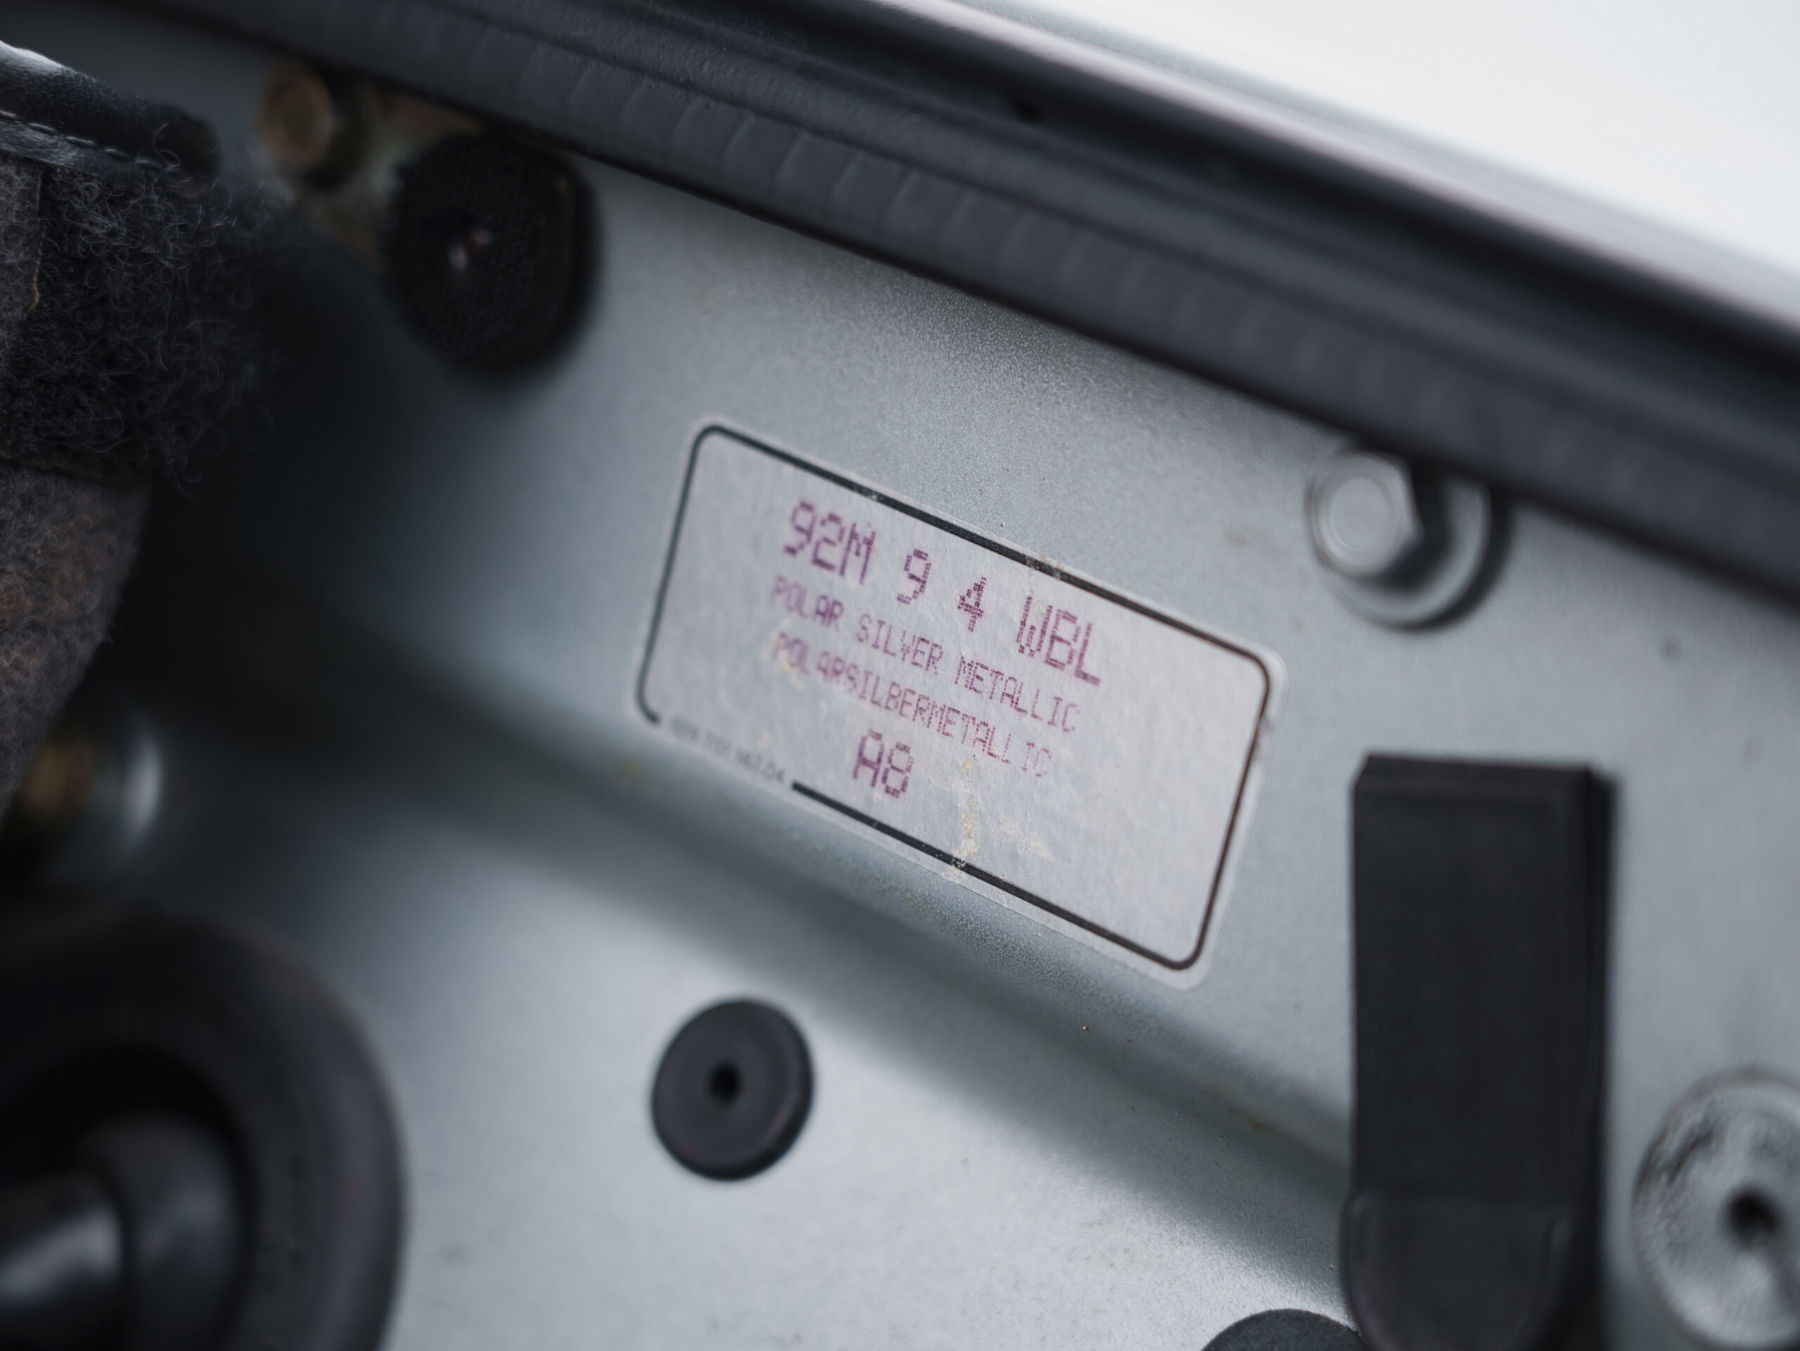 92M 9 4 WBL
POLAR SILVER METALLIC
POLARSILBERMETALLIC
A8